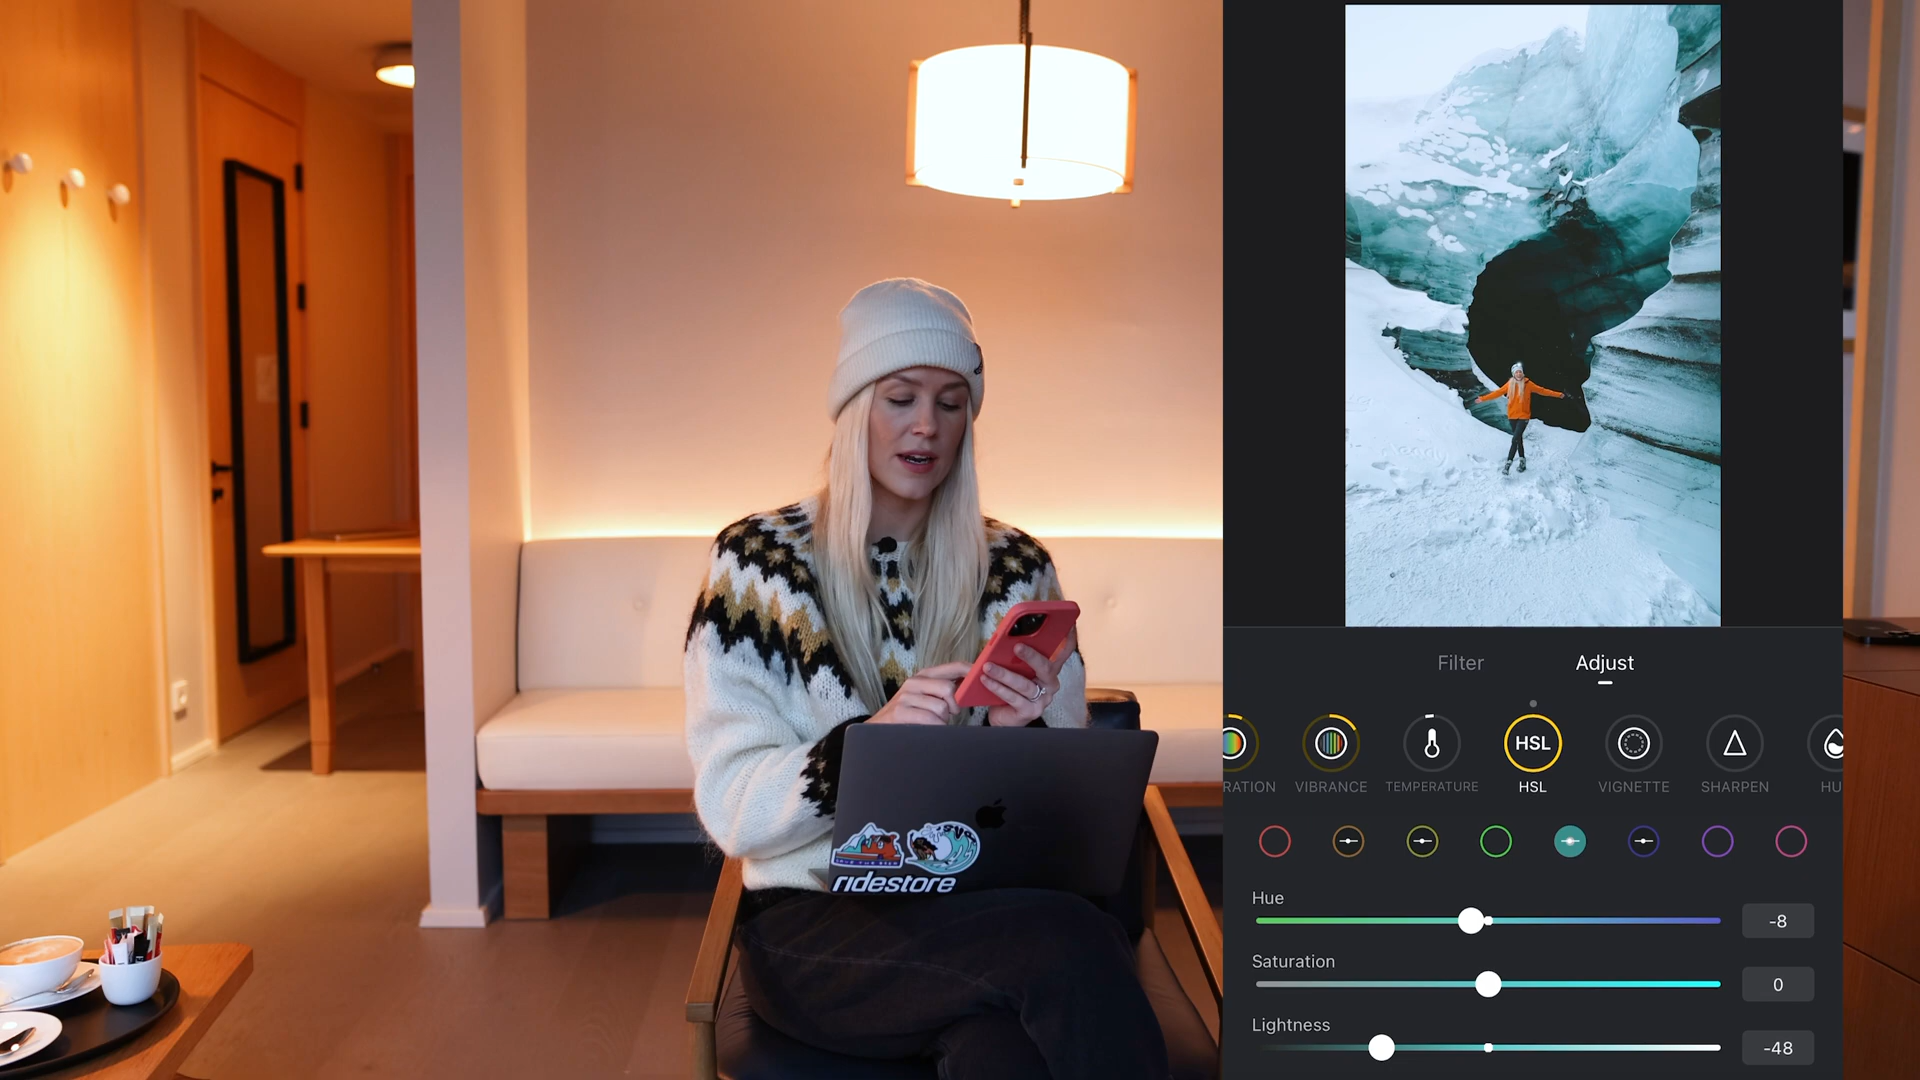 ridestore
Filter
Adjust
RATION
VIBRANCE
TEMPERATURE
HSL
HSL
VIGNETTE
SHARPEN
HU
Hue
-8
Saturation
0
Lightness
-48